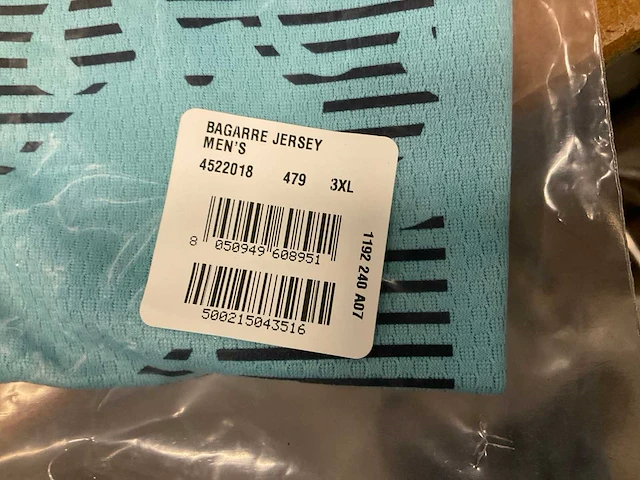 BAGARRE JERSEY
MEN'S
4522018 479 3XL
8 050949 608951
500215043516
1192 240 A07